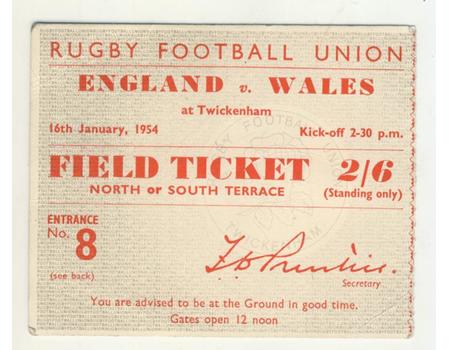 RUGBY FOOTBALL UNION
ENGLAND v. WALES
at Twickenham
16th January, 1954 Kick-off 2-30 p.m.
FIELD TICKET 2/6
NORTH or SOUTH TERRACE (Standing only)
ENTRANCE
No. 8
(see back)
Secretary
You are advised to be at the Ground in good time.
Gates open 12 noon